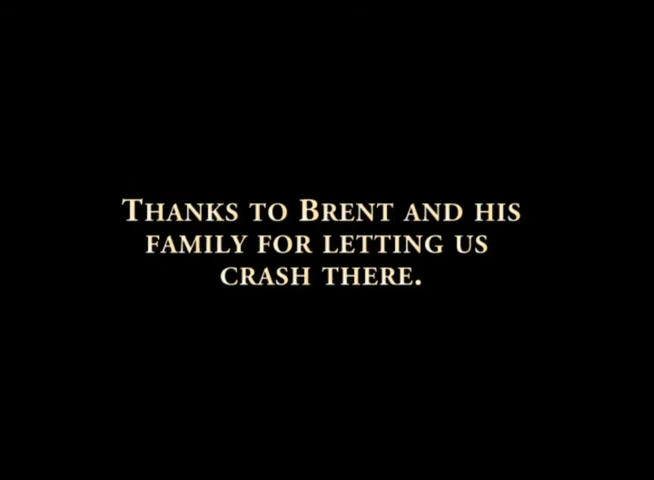 Thanks to Brent and his
family for letting us
crash there.